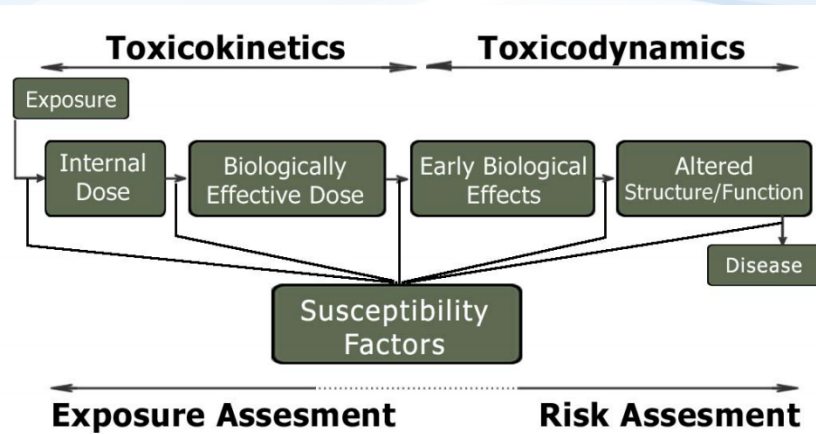 Toxicokinetics
Toxicodynamics
Exposure
Internal
Dose
Biologically
Effective Dose
Early Biological
Effects
Altered
Structure/Function
Disease
Susceptibility
Factors
Exposure Assesment
Risk Assesment